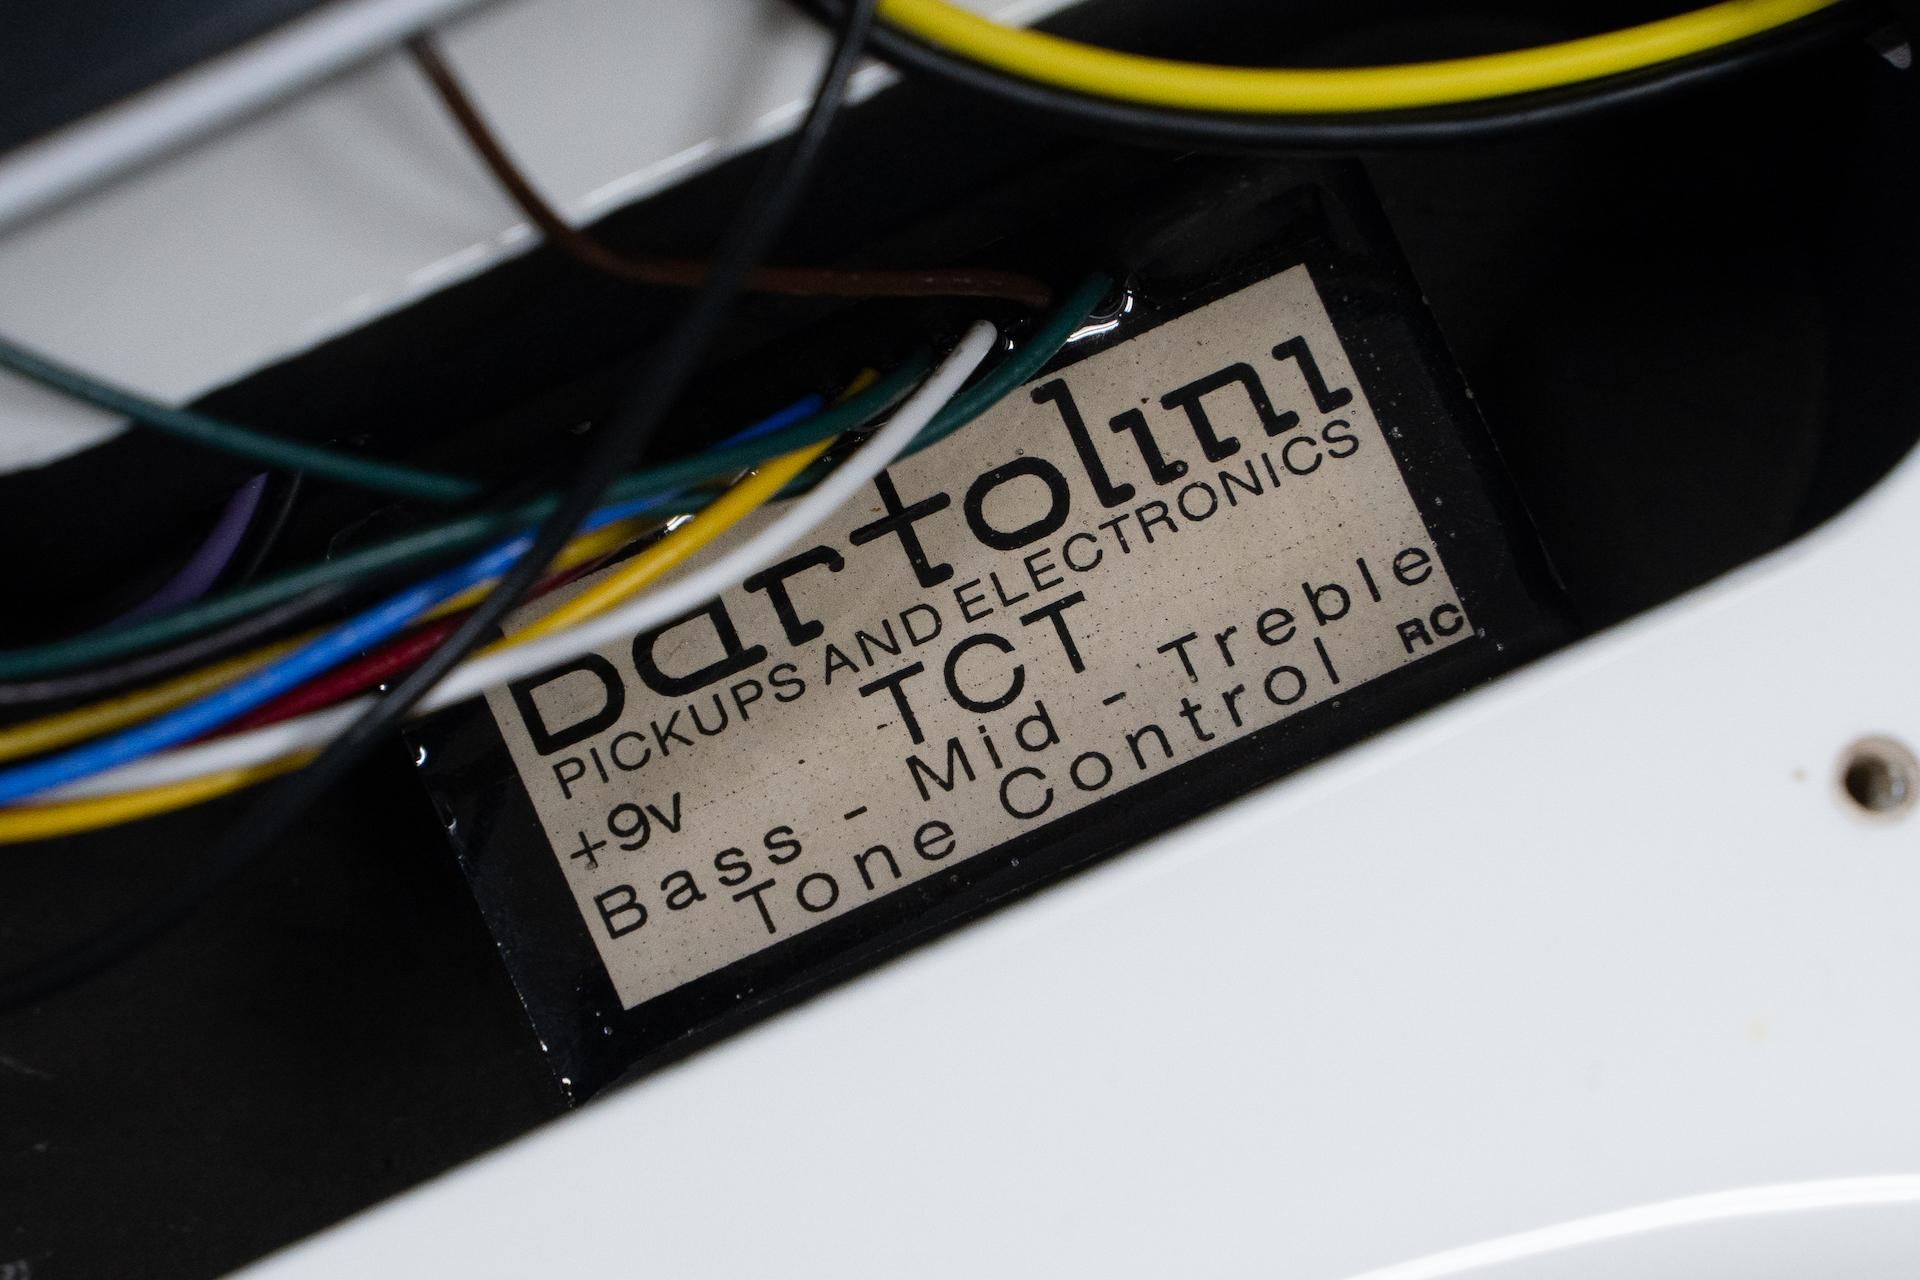 Bartolini
PICKUPS AND ELECTRONICS
+9v TCT
Bass - Mid - Treble
Tone Control RC